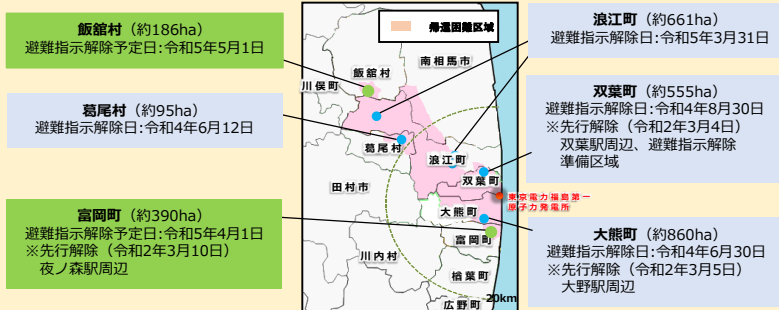 飯舘村（約186ha）
避難指示解除予定日:令和5年5月1日
葛尾村（約95ha）
避難指示解除日:令和4年6月12日
富岡町（約390ha）
避難指示解除予定日:令和5年4月1日
※先行解除（令和2年3月10日）
夜ノ森駅周辺
帰還困難区域
南相馬市
飯舘村
川俣町
葛尾村
浪江町
双葉町
田村市
東京電力福島第一
原子力発電所
大熊町
富岡町
川内村
楢葉町
20km
広野町
浪江町（約661ha）
避難指示解除日:令和5年3月31日
双葉町（約555ha）
避難指示解除日:令和4年8月30日
※先行解除（令和2年3月4日）
双葉駅周辺、避難指示解除
準備区域
大熊町（約860ha）
避難指示解除日:令和4年6月30日
※先行解除（令和2年3月5日）
大野駅周辺